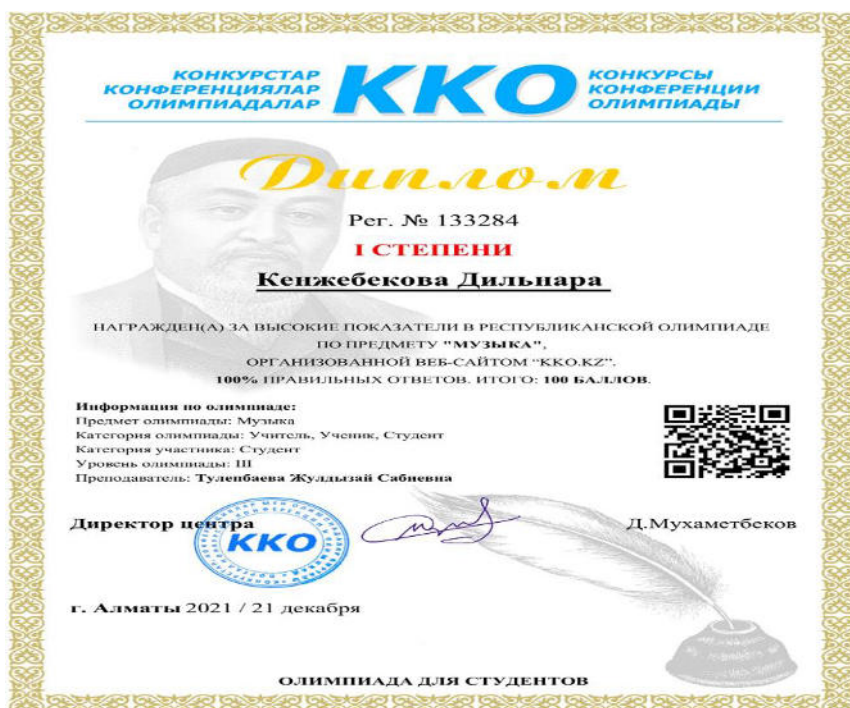 КОНКУРСТАР
КОНФЕРЕНЦИЯЛАР
ОЛИМПИАДАЛАР
ККО
КОНКУРСЫ
КОНФЕРЕНЦИИ
ОЛИМПИАДЫ
Диплом
Рег. № 133284
I СТЕПЕНИ
Кенжебекова Дильнара
НАГРАЖДЕН(А) ЗА ВЫСОКИЕ ПОКАЗАТЕЛИ В РЕСПУБЛИКАНСКОЙ ОЛИМПИАДЕ
ПО ПРЕДМЕТУ "МУЗЫКА",
ОРГАНИЗОВАННОЙ ВЕБ-САЙТОМ “KKO.KZ”.
100% ПРАВИЛЬНЫХ ОТВЕТОВ. ИТОГО: 100 БАЛЛОВ.
Информация по олимпиаде:
Предмет олимпиады: Музыка
Категория олимпиады: Учитель, Ученик, Студент
Категория участника: Студент
Уровень олимпиады: III
Преподаватель: Тулепбаева Жулдызай Сабиевна
Директор центра
ККО
Д.Мухаметбеков
г. Алматы 2021 / 21 декабря
ОЛИМПИАДА ДЛЯ СТУДЕНТОВ